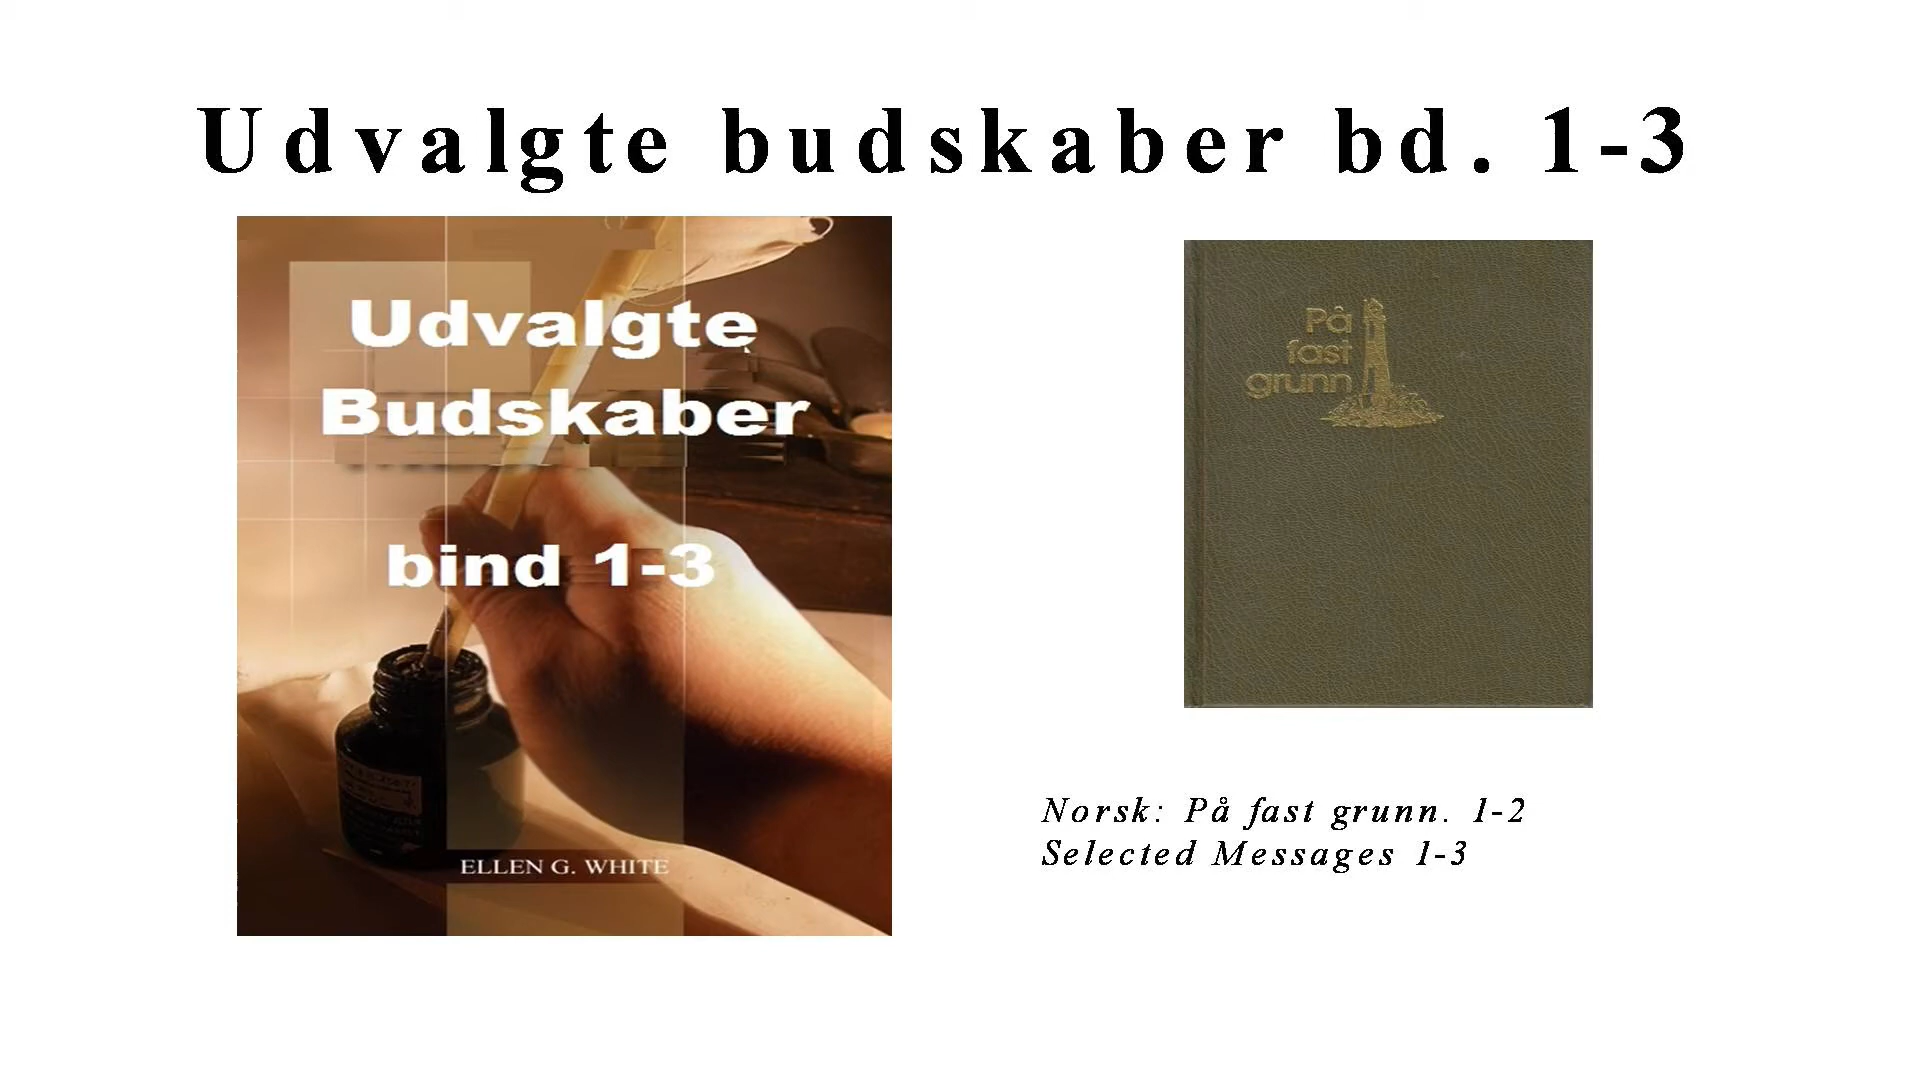 Udvalgte budskaber bd. 1-3
Udvalgte
Budskaber
bind 1-3
ELLEN G. WHITE
På
fast
grunn
Norsk: På fast grunn. 1-2
Selected Messages 1-3